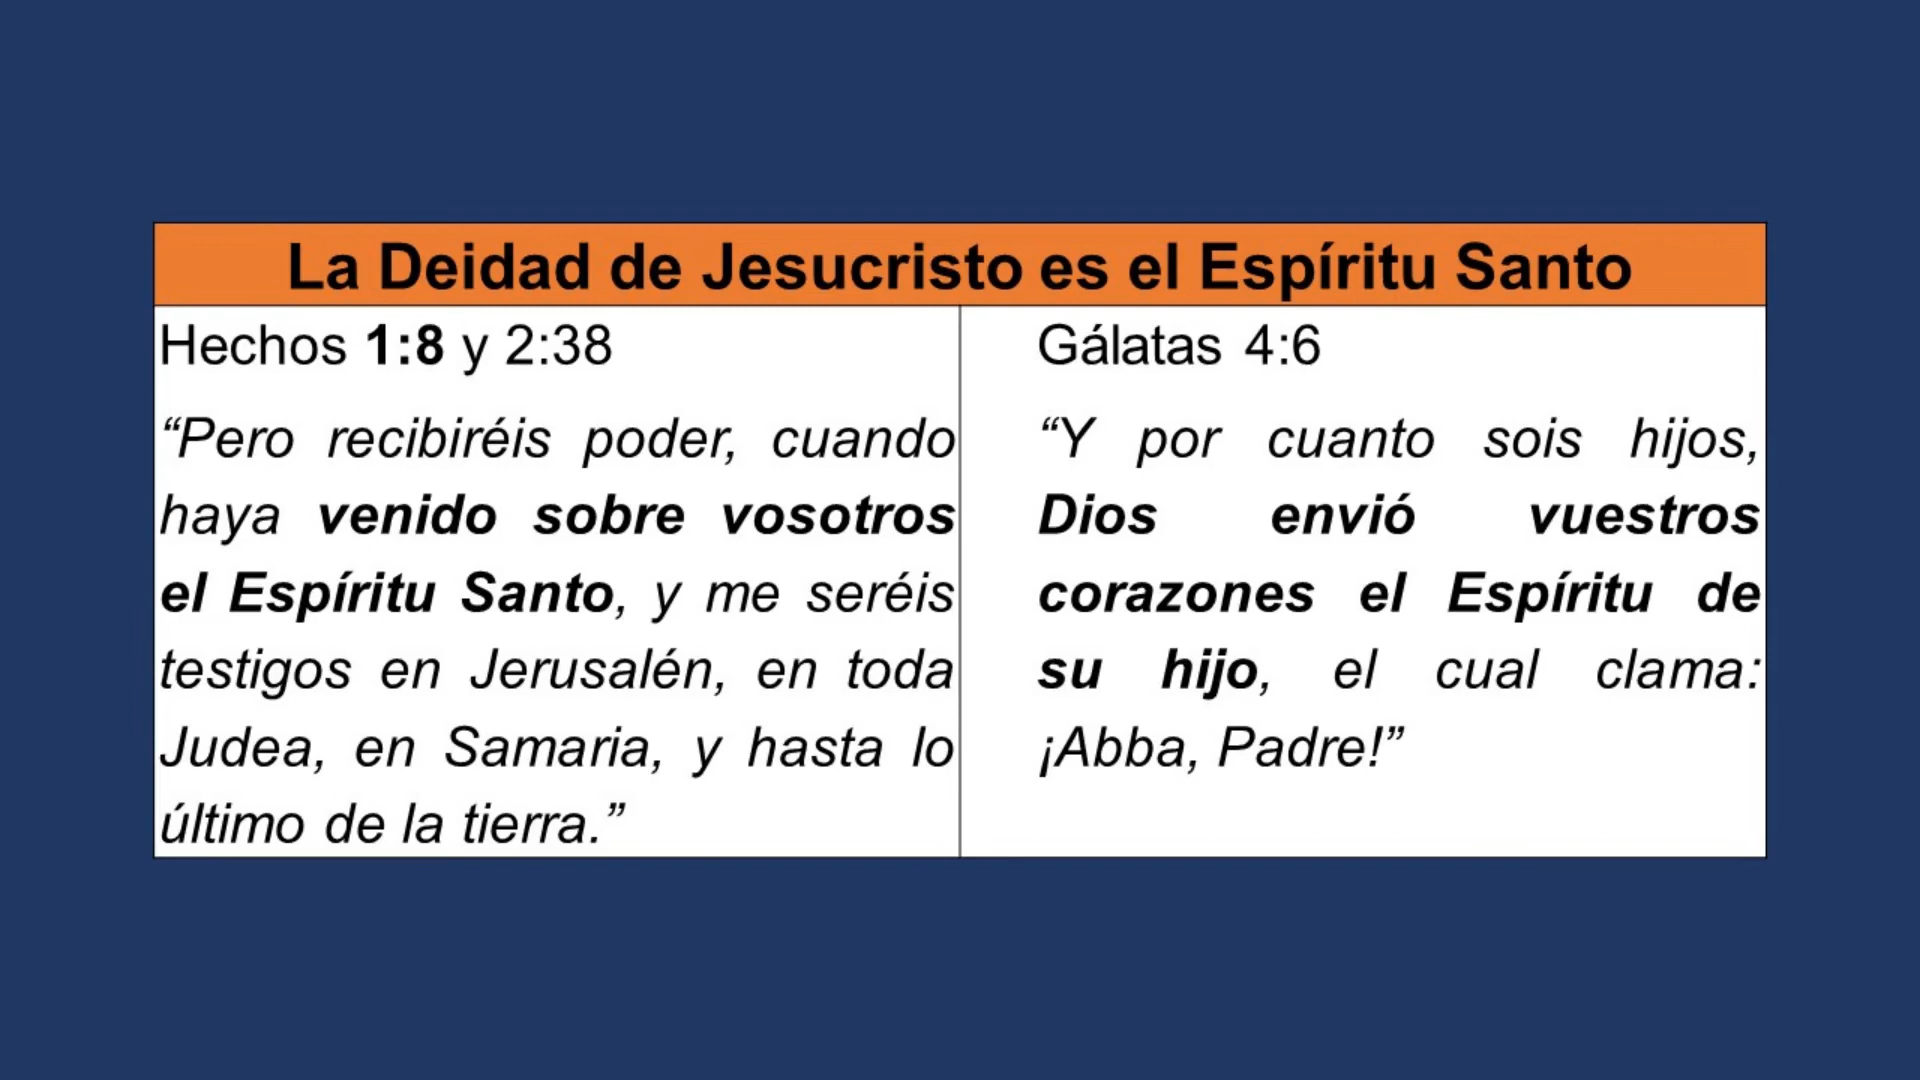 La Deidad de Jesucristo es el Espíritu Santo
Hechos 1:8 y 2:38
“Pero recibiréis poder, cuando
haya venido sobre vosotros
el Espíritu Santo, y me seréis
testigos en Jerusalén, en toda
Judea, en Samaria, y hasta lo
último de la tierra.”
Gálatas 4:6
“Y por cuanto sois hijos,
Dios envió vuestros
corazones el Espíritu de
su hijo, el cual clama:
¡Abba, Padre!”